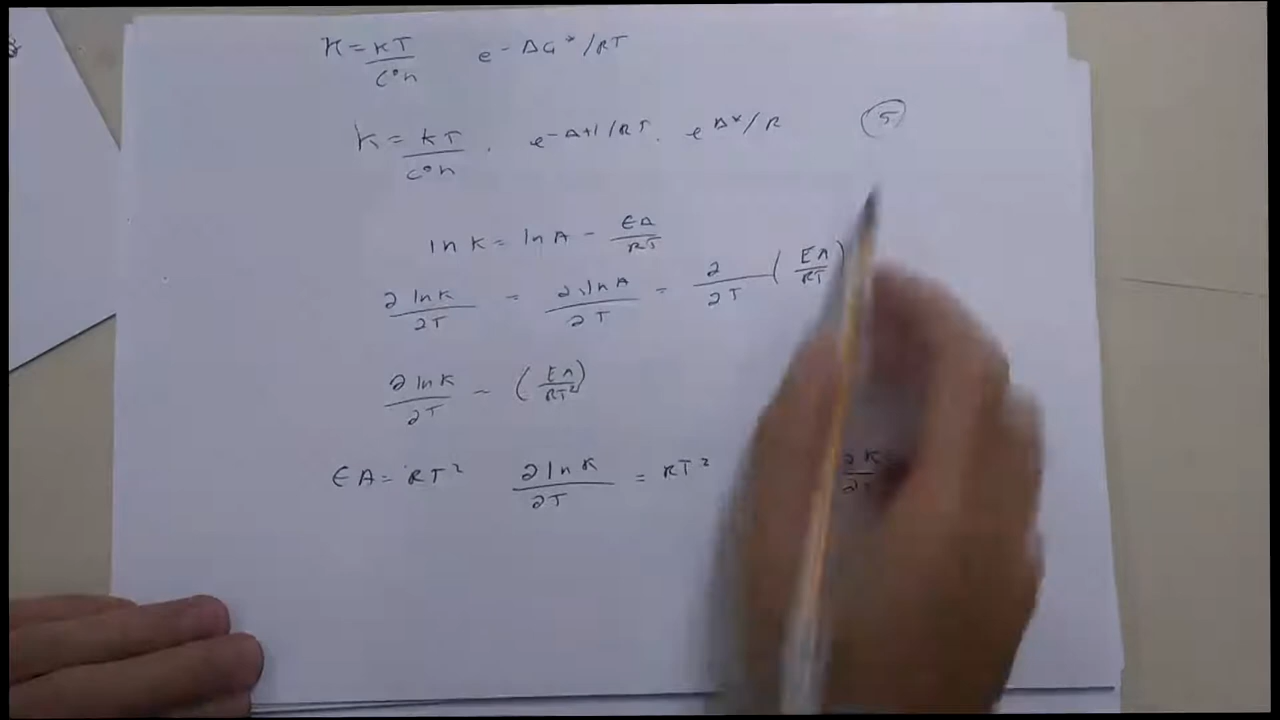 K = kT/C°h e^-ΔG*/RT
K = kT/C°h . e^-ΔH/RT . e^Δ*/R (5)
ln K = ln A - EA/RT
∂ ln K/∂T - ∂ ln A/∂T = ∂/∂T (EA/RT)
∂ ln K/∂T - (EA/RT²)
EA = RT² ∂ ln K/∂T = RT² ∂K